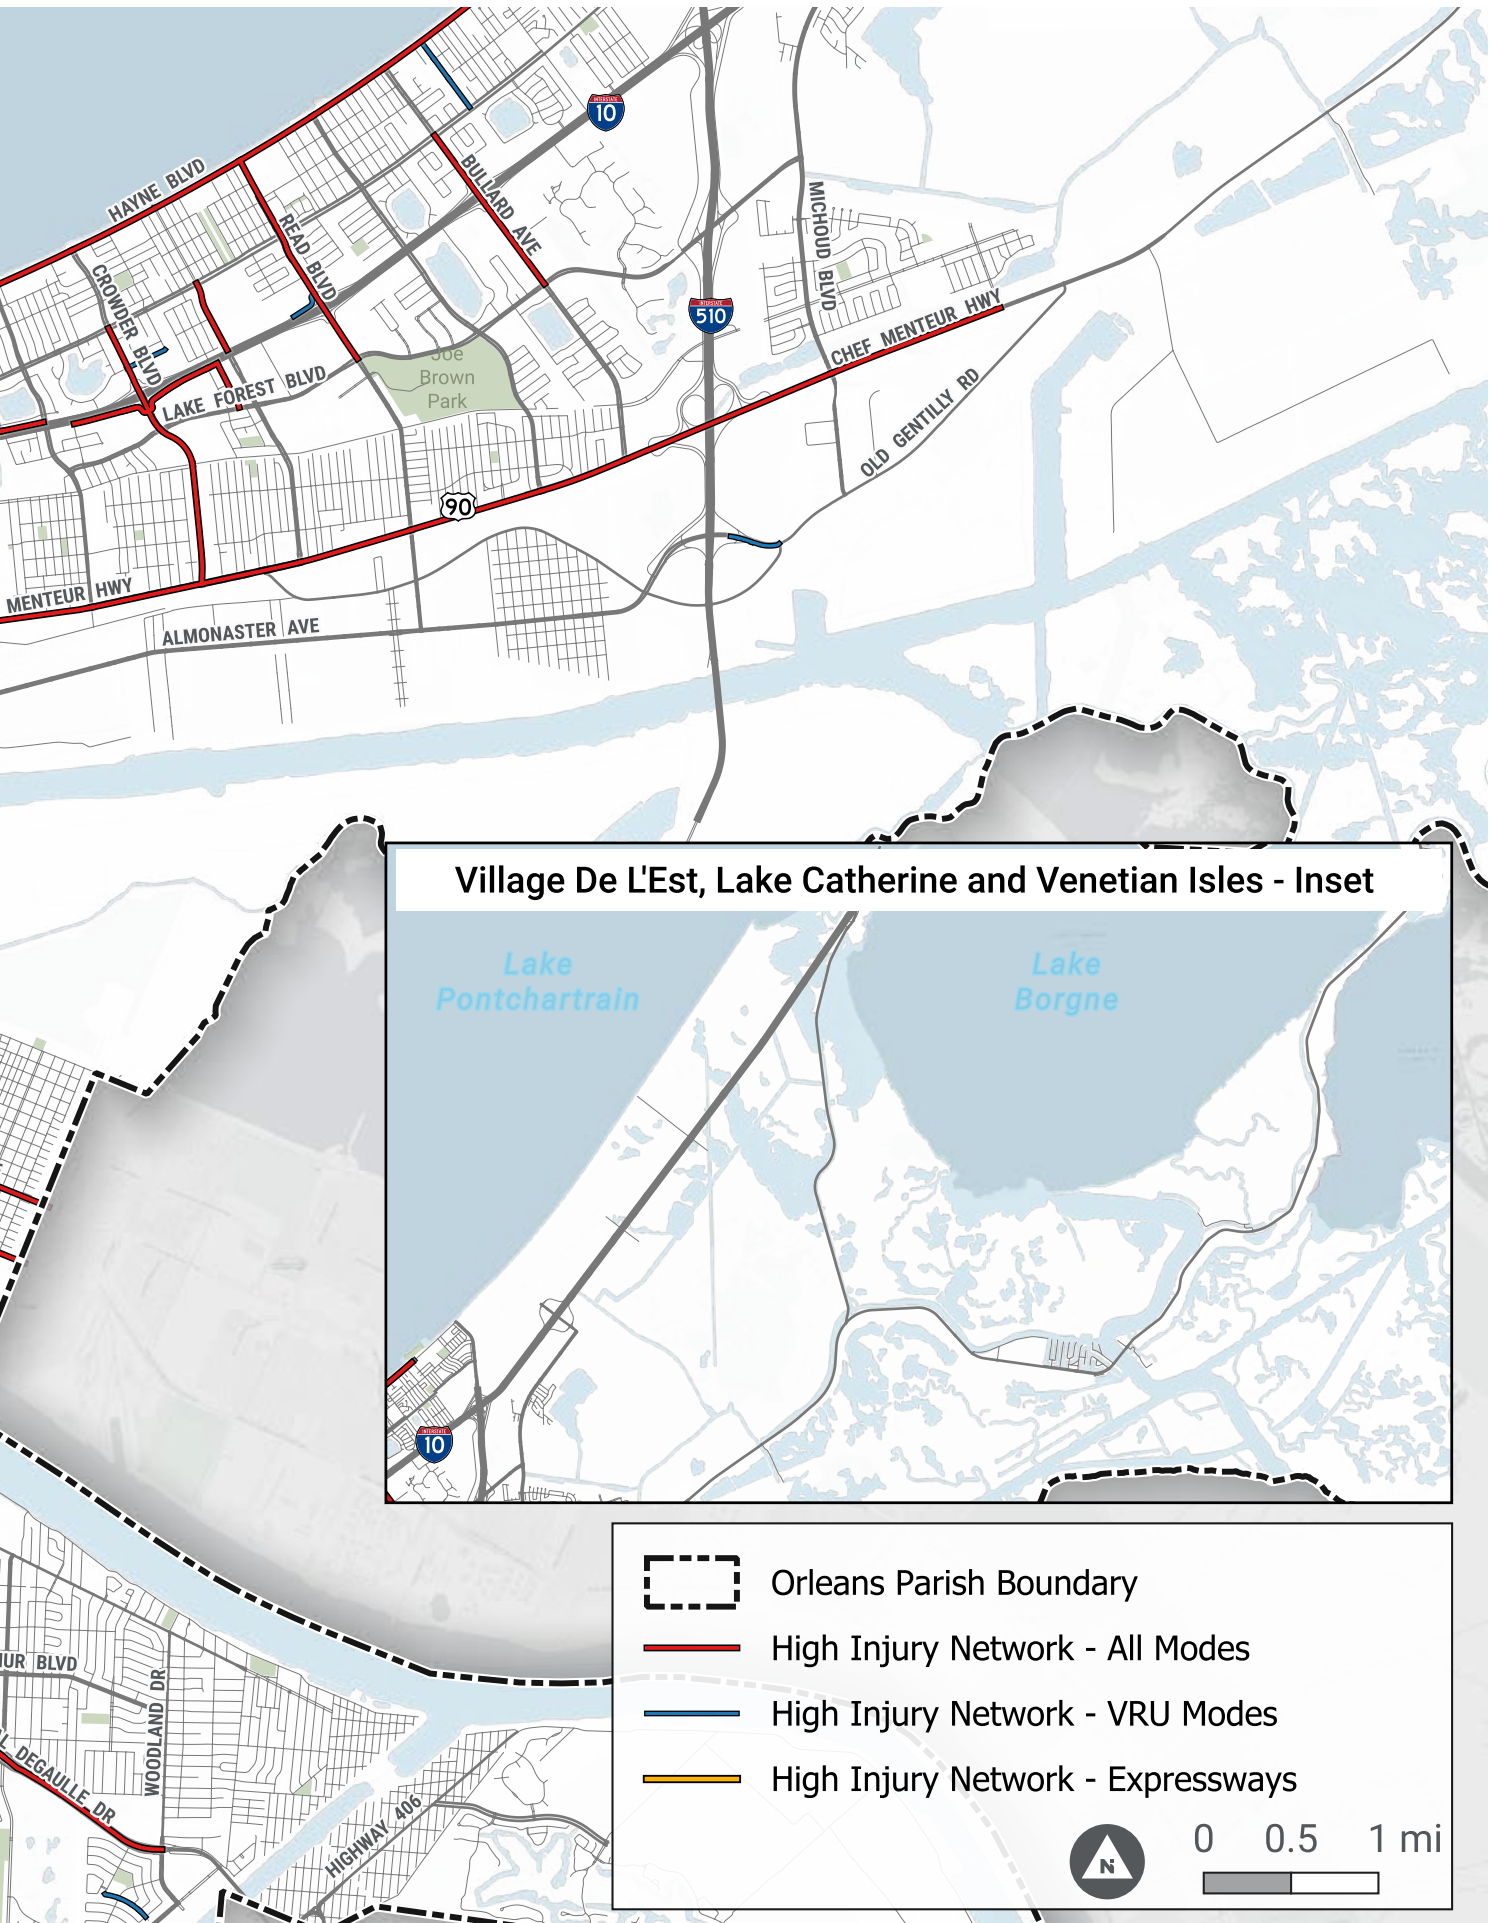 INTERSTATE
10
HAYNE BLVD
BULLARD AVE
READ BLVD
MICHOUD BLVD
CROWDER BLVD
INTERSTATE
510
CHEF MENTEUR HWY
Joe
Brown
Park
LAKE FOREST BLVD
OLD GENTILLY RD
90
MENTEUR HWY
ALMONASTER AVE
Village De L'Est, Lake Catherine and Venetian Isles - Inset
Lake
Pontchartrain
Lake
Borgne
INTERSTATE
10
Orleans Parish Boundary
High Injury Network - All Modes
High Injury Network - VRU Modes
High Injury Network - Expressways
UR BLVD
WOODLAND DR
L DEGAULLE DR
HIGHWAY 406
N
0 0.5 1 mi